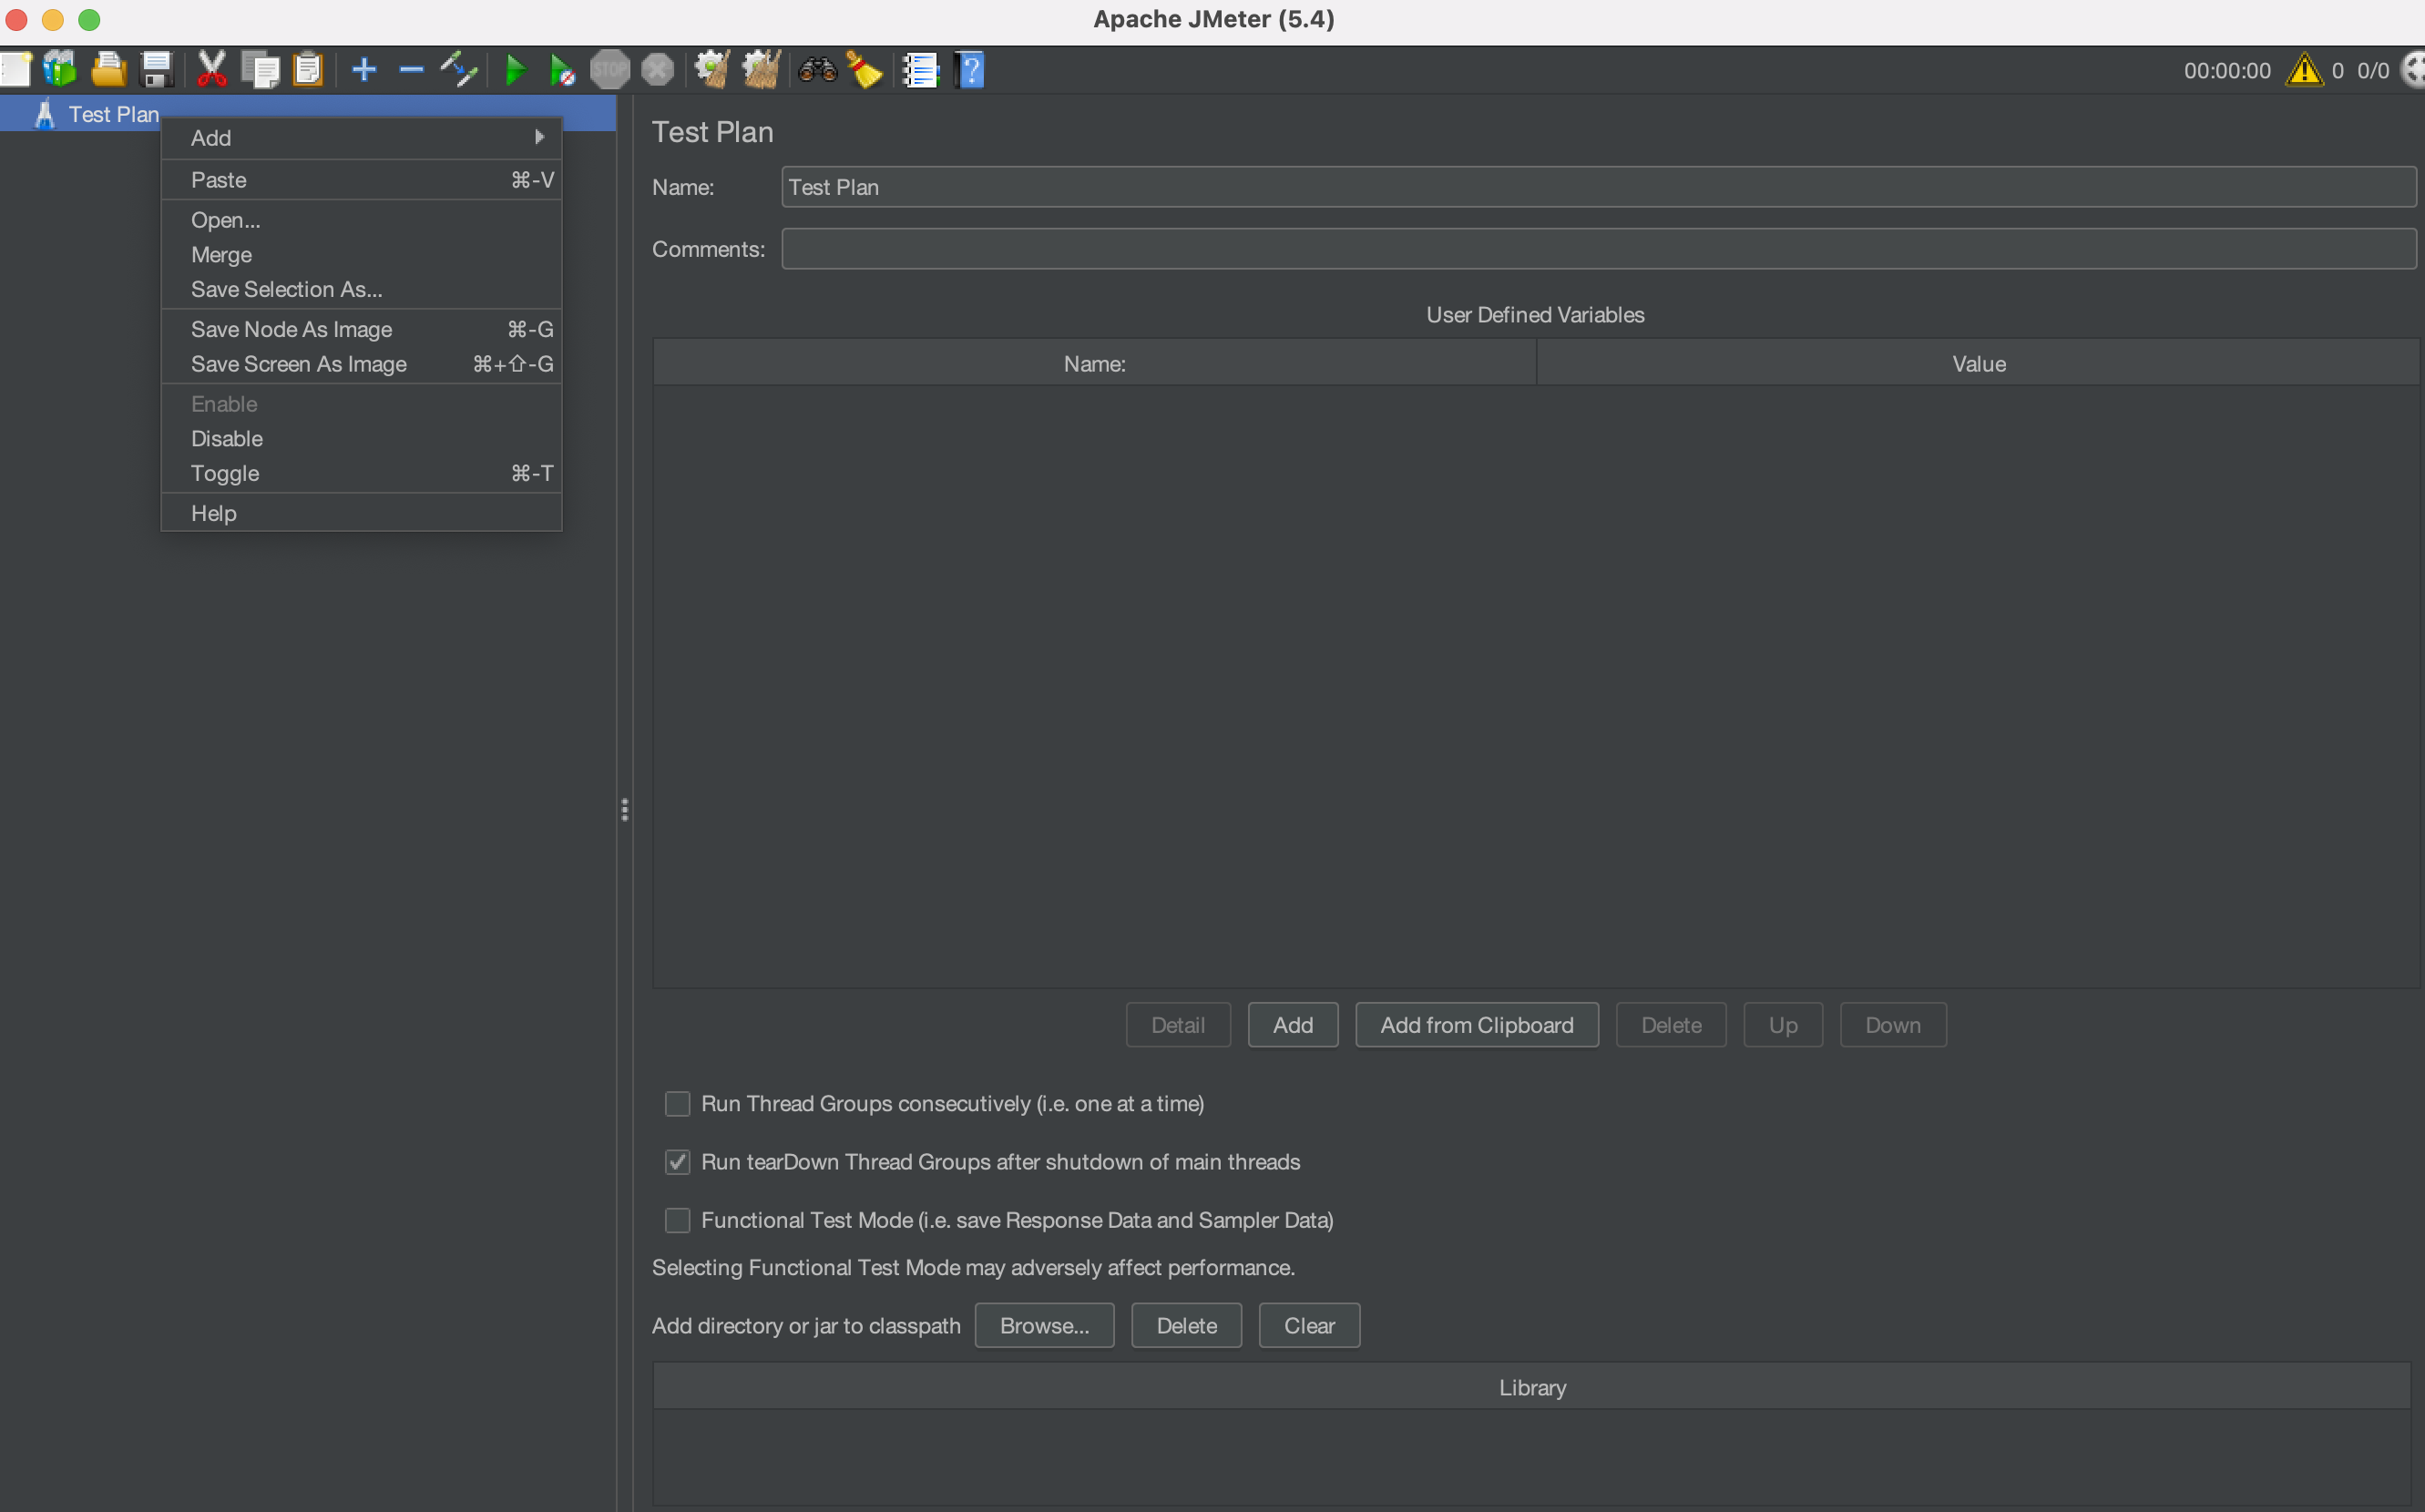 Apache JMeter (5.4)
STOP
?
00:00:00 0 0/0
Test Plan
Add
Paste ⌘-V
Open...
Merge
Save Selection As...
Save Node As Image ⌘-G
Save Screen As Image ⌘+⇧-G
Enable
Disable
Toggle ⌘-T
Help
Test Plan
Name: Test Plan
Comments:
User Defined Variables
Name: Value
Detail Add Add from Clipboard Delete Up Down
Run Thread Groups consecutively (i.e. one at a time)
Run tearDown Thread Groups after shutdown of main threads
Functional Test Mode (i.e. save Response Data and Sampler Data)
Selecting Functional Test Mode may adversely affect performance.
Add directory or jar to classpath Browse... Delete Clear
Library